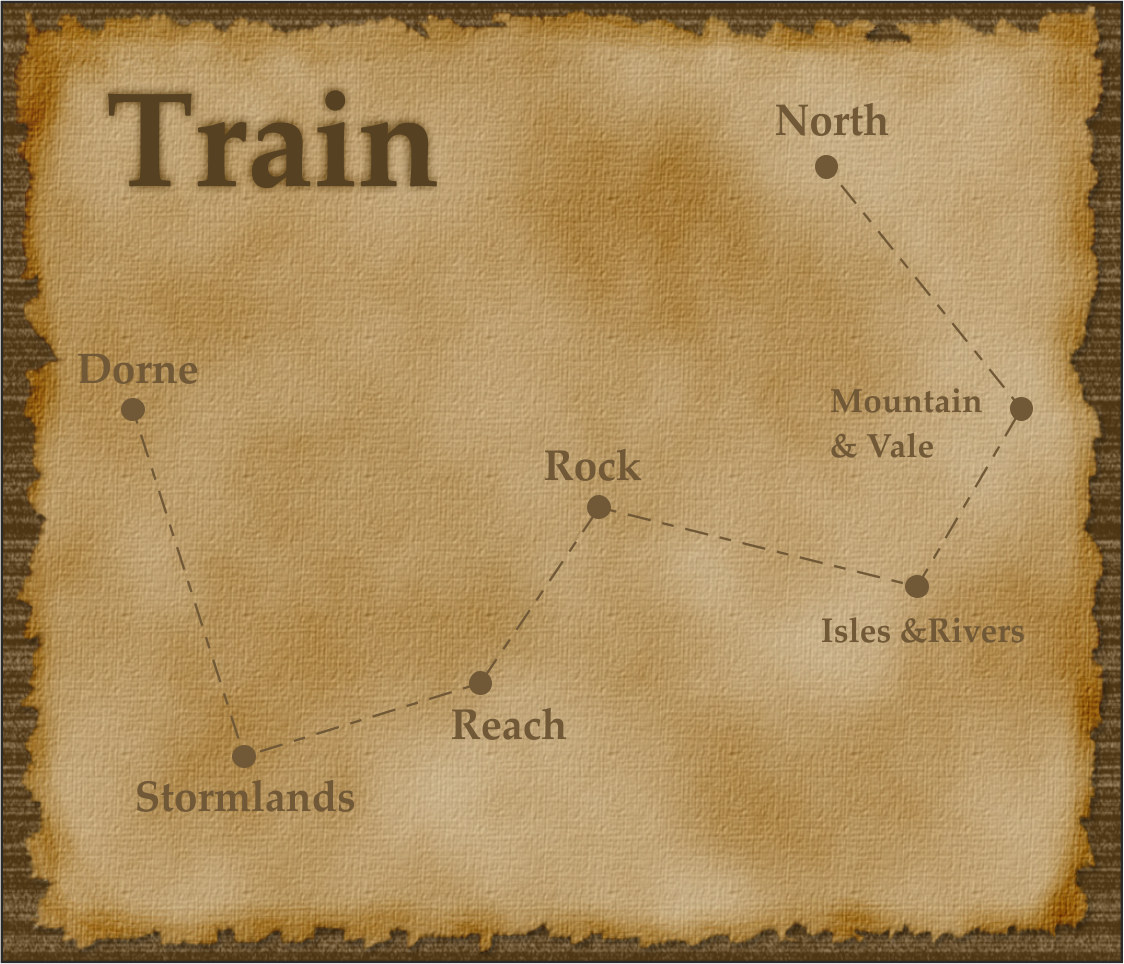 Train
North
Dorne
Mountain
& Vale
Rock
Isles &Rivers
Reach
Stormlands